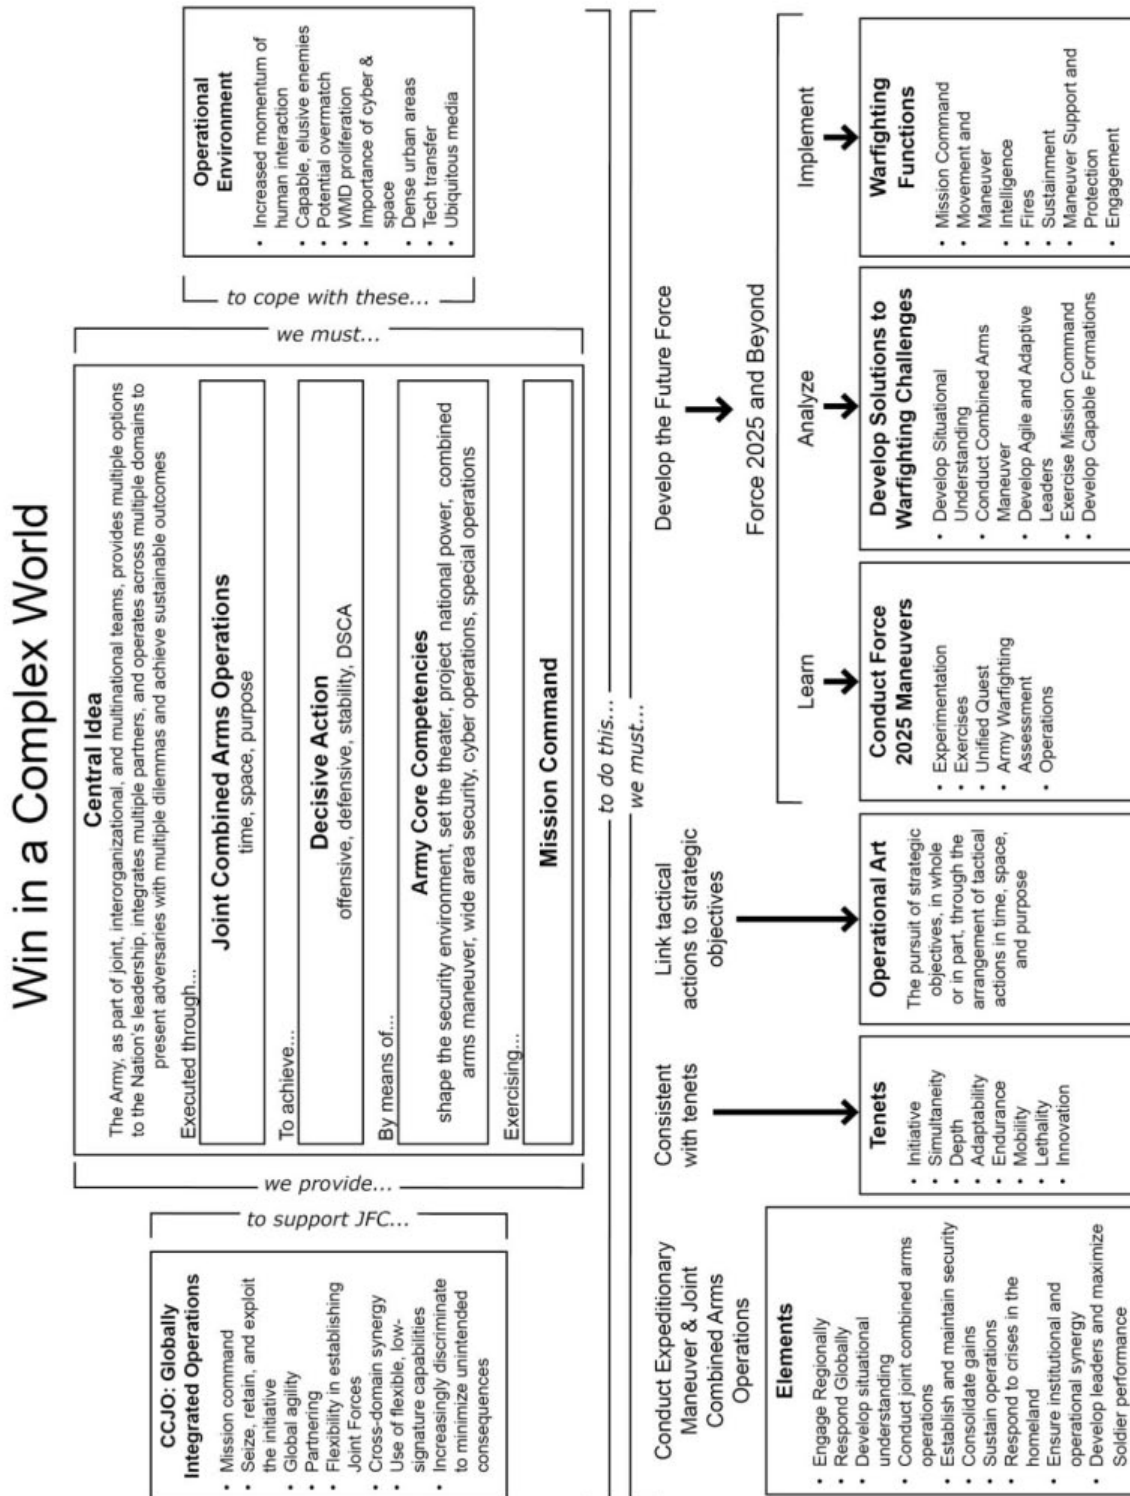 Win in a Complex World
CCJO: Globally
Integrated Operations
• Mission command
• Seize, retain, and exploit
the initiative
• Global agility
• Partnering
• Flexibility in establishing
Joint Forces
• Cross-domain synergy
• Use of flexible, low-
signature capabilities
• Increasingly discriminate
to minimize unintended
consequences
to support JFC...
we provide...
Central Idea
The Army, as part of joint, interorganizational, and multinational teams, provides multiple options
to the Nation's leadership, integrates multiple partners, and operates across multiple domains to
present adversaries with multiple dilemmas and achieve sustainable outcomes
Executed through...
Joint Combined Arms Operations
time, space, purpose
To achieve...
Decisive Action
offensive, defensive, stability, DSCA
By means of...
Army Core Competencies
shape the security environment, set the theater, project national power, combined
arms maneuver, wide area security, cyber operations, special operations
Exercising...
Mission Command
we must...
to cope with these...
Operational
Environment
• Increased momentum of
human interaction
• Capable, elusive enemies
• Potential overmatch
• WMD proliferation
• Importance of cyber &
space
• Dense urban areas
• Tech transfer
• Ubiquitous media
to do this...
we must...
Conduct Expeditionary
Maneuver & Joint
Combined Arms
Operations
Elements
• Engage Regionally
• Respond Globally
• Develop situational
understanding
• Conduct joint combined arms
operations
• Establish and maintain security
• Consolidate gains
• Sustain operations
• Respond to crises in the
homeland
• Ensure institutional and
operational synergy
• Develop leaders and maximize
Soldier performance
Consistent
with tenets
Tenets
• Initiative
• Simultaneity
• Depth
• Adaptability
• Endurance
• Mobility
• Lethality
• Innovation
Link tactical
actions to strategic
objectives
Operational Art
The pursuit of strategic
objectives, in whole
or in part, through the
arrangement of tactical
actions in time, space,
and purpose
Develop the Future Force
Force 2025 and Beyond
Learn
Conduct Force
2025 Maneuvers
• Experimentation
• Exercises
• Unified Quest
• Army Warfighting
Assessment
• Operations
Analyze
Develop Solutions to
Warfighting Challenges
• Develop Situational
Understanding
• Conduct Combined Arms
Maneuver
• Develop Agile and Adaptive
Leaders
• Exercise Mission Command
• Develop Capable Formations
Implement
Warfighting
Functions
• Mission Command
• Movement and
Maneuver
• Intelligence
• Fires
• Sustainment
• Maneuver Support and
Protection
• Engagement